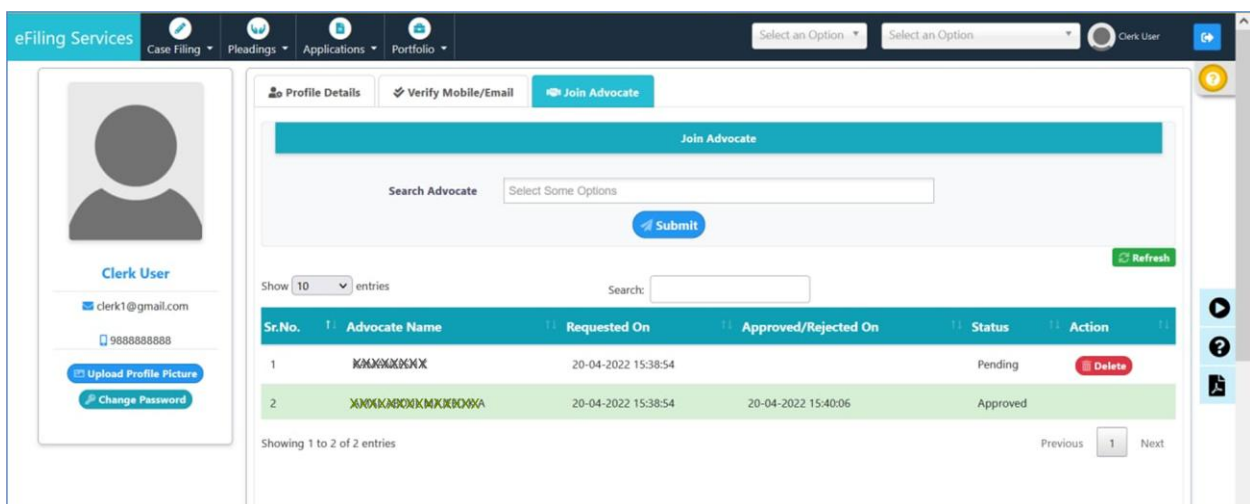 eFiling Services
Case Filing
Pleadings
Applications
Portfolio
Select an Option
Select an Option
Clerk User
Profile Details
Verify Mobile/Email
Join Advocate
Join Advocate
Search Advocate
Select Some Options
Submit
Refresh
Clerk User
clerk1@gmail.com
9888888888
Upload Profile Picture
Change Password
Show 10 entries
Search:
Sr.No. Advocate Name Requested On Approved/Rejected On Status Action
1 20-04-2022 15:38:54 Pending Delete
2 20-04-2022 15:38:54 20-04-2022 15:40:06 Approved
Showing 1 to 2 of 2 entries
Previous 1 Next